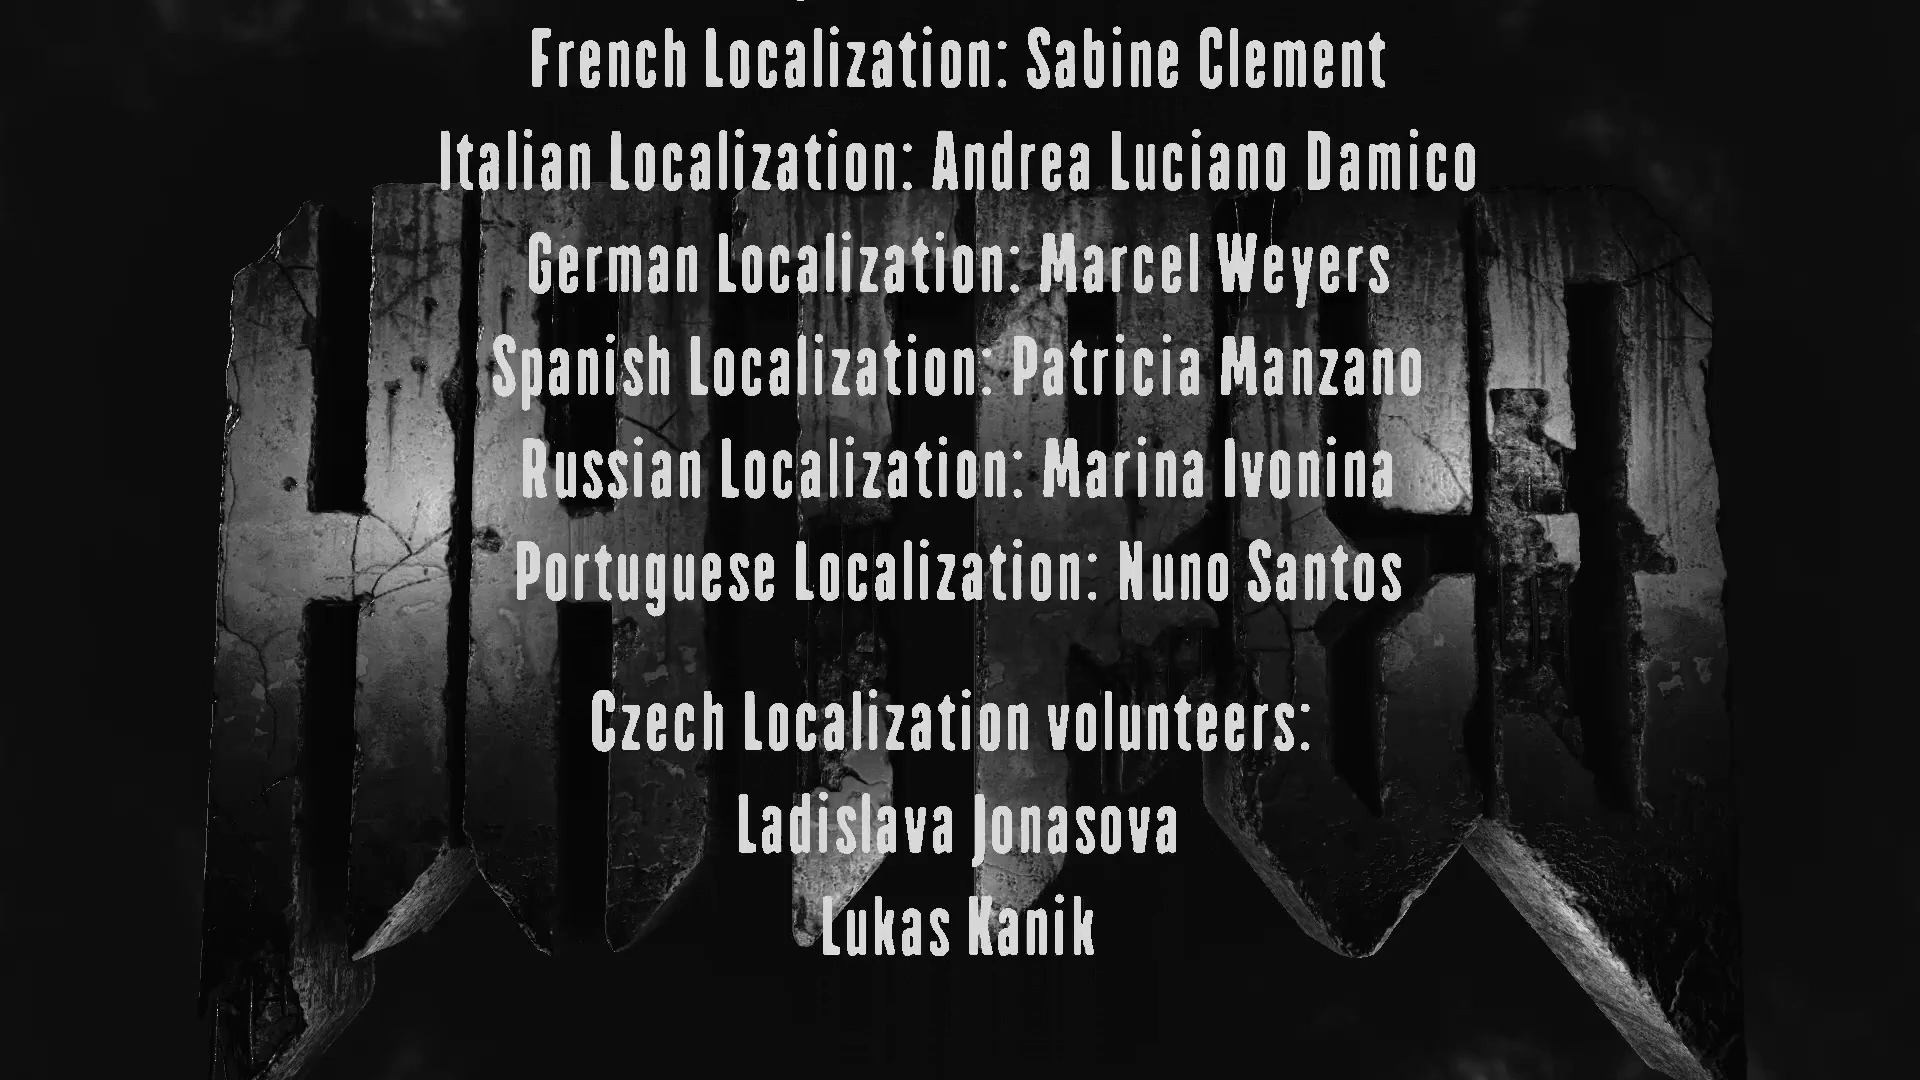 French Localization: Sabine Clement
Italian Localization: Andrea Luciano Damico
German Localization: Marcel Weyers
Spanish Localization: Patricia Manzano
Russian Localization: Marina Ivonina
Portuguese Localization: Nuno Santos
Czech Localization volunteers:
Ladislava Jonasova
Lukas Kanik
HATRED